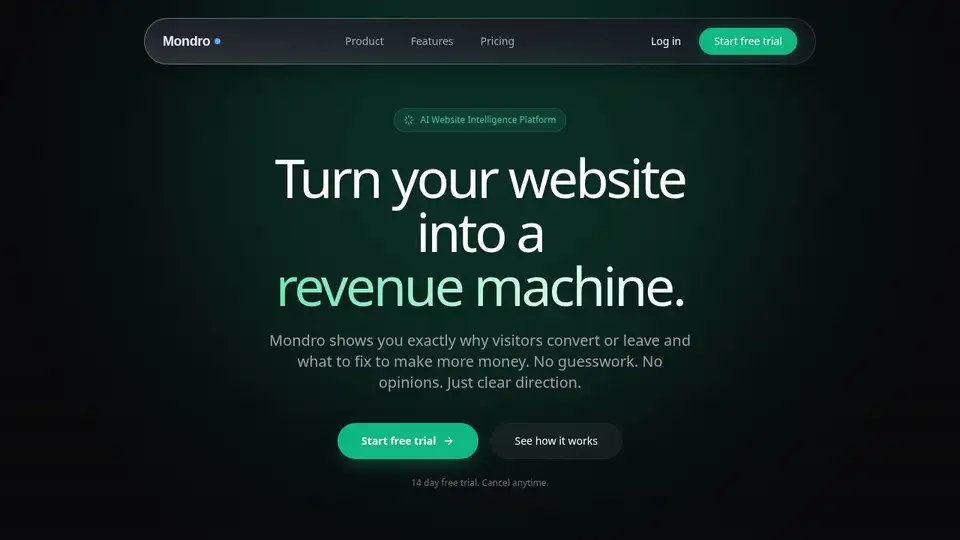 Mondro
Product
Features
Pricing
Log in
Start free trial
AI Website Intelligence Platform
Turn your website
into a
revenue machine.
Mondro shows you exactly why visitors convert or leave and
what to fix to make more money. No guesswork. No
opinions. Just clear direction.
Start free trial →
See how it works
14 day free trial. Cancel anytime.